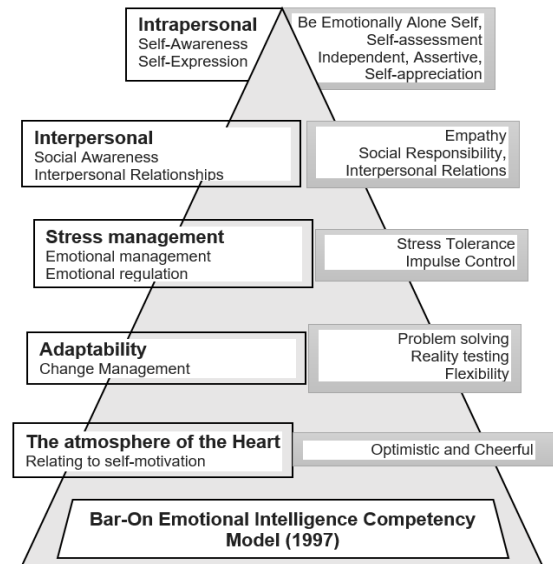 Intrapersonal
Self-Awareness
Self-Expression
Be Emotionally Alone Self,
Self-assessment
Independent, Assertive,
Self-appreciation
Interpersonal
Social Awareness
Interpersonal Relationships
Empathy
Social Responsibility,
Interpersonal Relations
Stress management
Emotional management
Emotional regulation
Stress Tolerance
Impulse Control
Adaptability
Change Management
Problem solving
Reality testing
Flexibility
The atmosphere of the Heart
Relating to self-motivation
Optimistic and Cheerful
Bar-On Emotional Intelligence Competency
Model (1997)